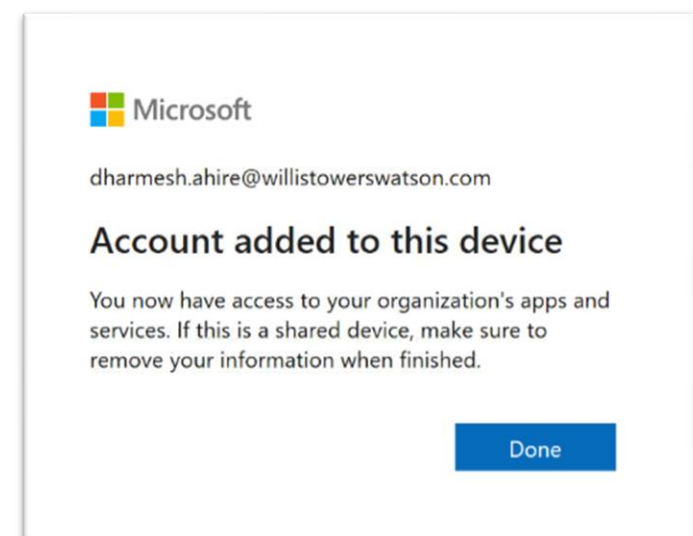 Microsoft
dharmesh.ahire@willistowerswatson.com
Account added to this device
You now have access to your organization's apps and
services. If this is a shared device, make sure to
remove your information when finished.
Done